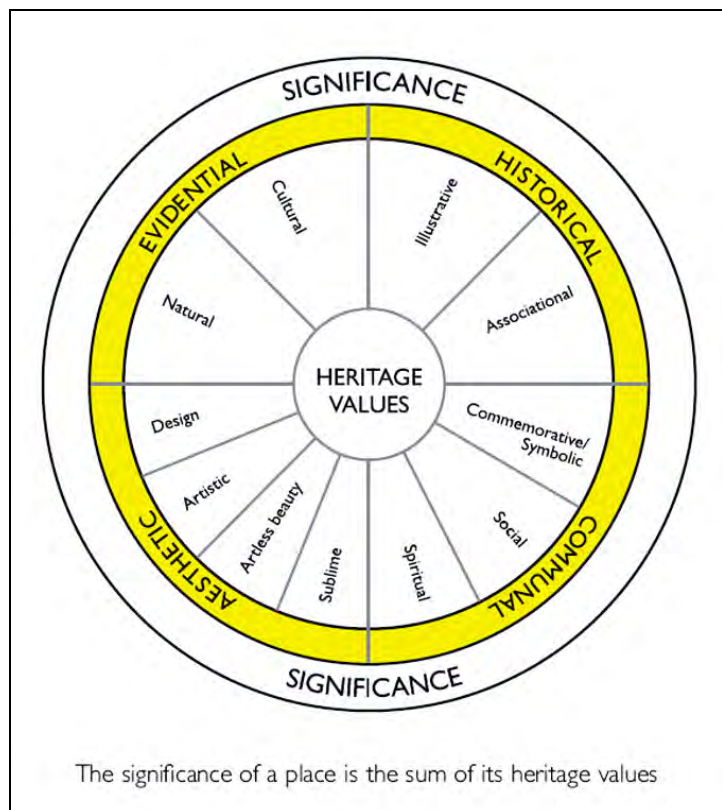 SIGNIFICANCE
EVIDENTIAL
HISTORICAL
Cultural
Illustrative
Natural
Associational
HERITAGE
VALUES
Design
Commemorative/
Symbolic
Artistic
Artless beauty
Sublime
Spiritual
Social
AESTHETIC
COMMUNAL
SIGNIFICANCE
The significance of a place is the sum of its heritage values